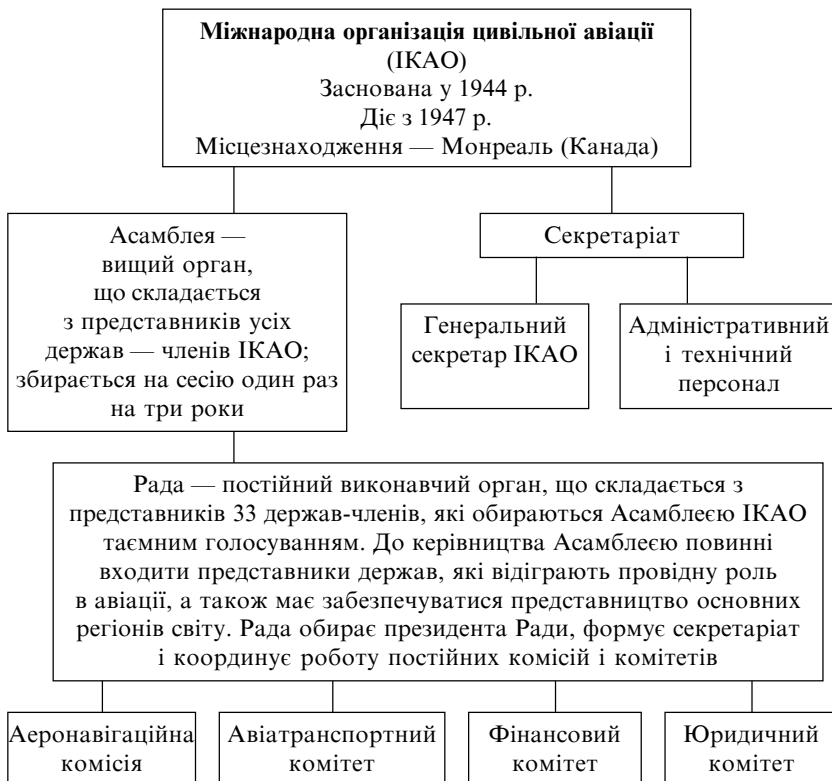 Міжнародна організація цивільної авіації
(ІКАО)
Заснована у 1944 р.
Діє з 1947 р.
Місцезнаходження — Монреаль (Канада)
Асамблея —
вищий орган,
що складається
з представників усіх
держав — членів ІКАО;
збирається на сесію один раз
на три роки
Секретаріат
Генеральний
секретар ІКАО
Адміністративний
і технічний
персонал
Рада — постійний виконавчий орган, що складається з
представників 33 держав-членів, які обираються Асамблеєю ІКАО
таємним голосуванням. До керівництва Асамблеєю повинні
входити представники держав, які відіграють провідну роль
в авіації, а також має забезпечуватися представництво основних
регіонів світу. Рада обирає президента Ради, формує секретаріат
і координує роботу постійних комісій і комітетів
Аеронавігаційна
комісія
Авіатранспортний
комітет
Фінансовий
комітет
Юридичний
комітет